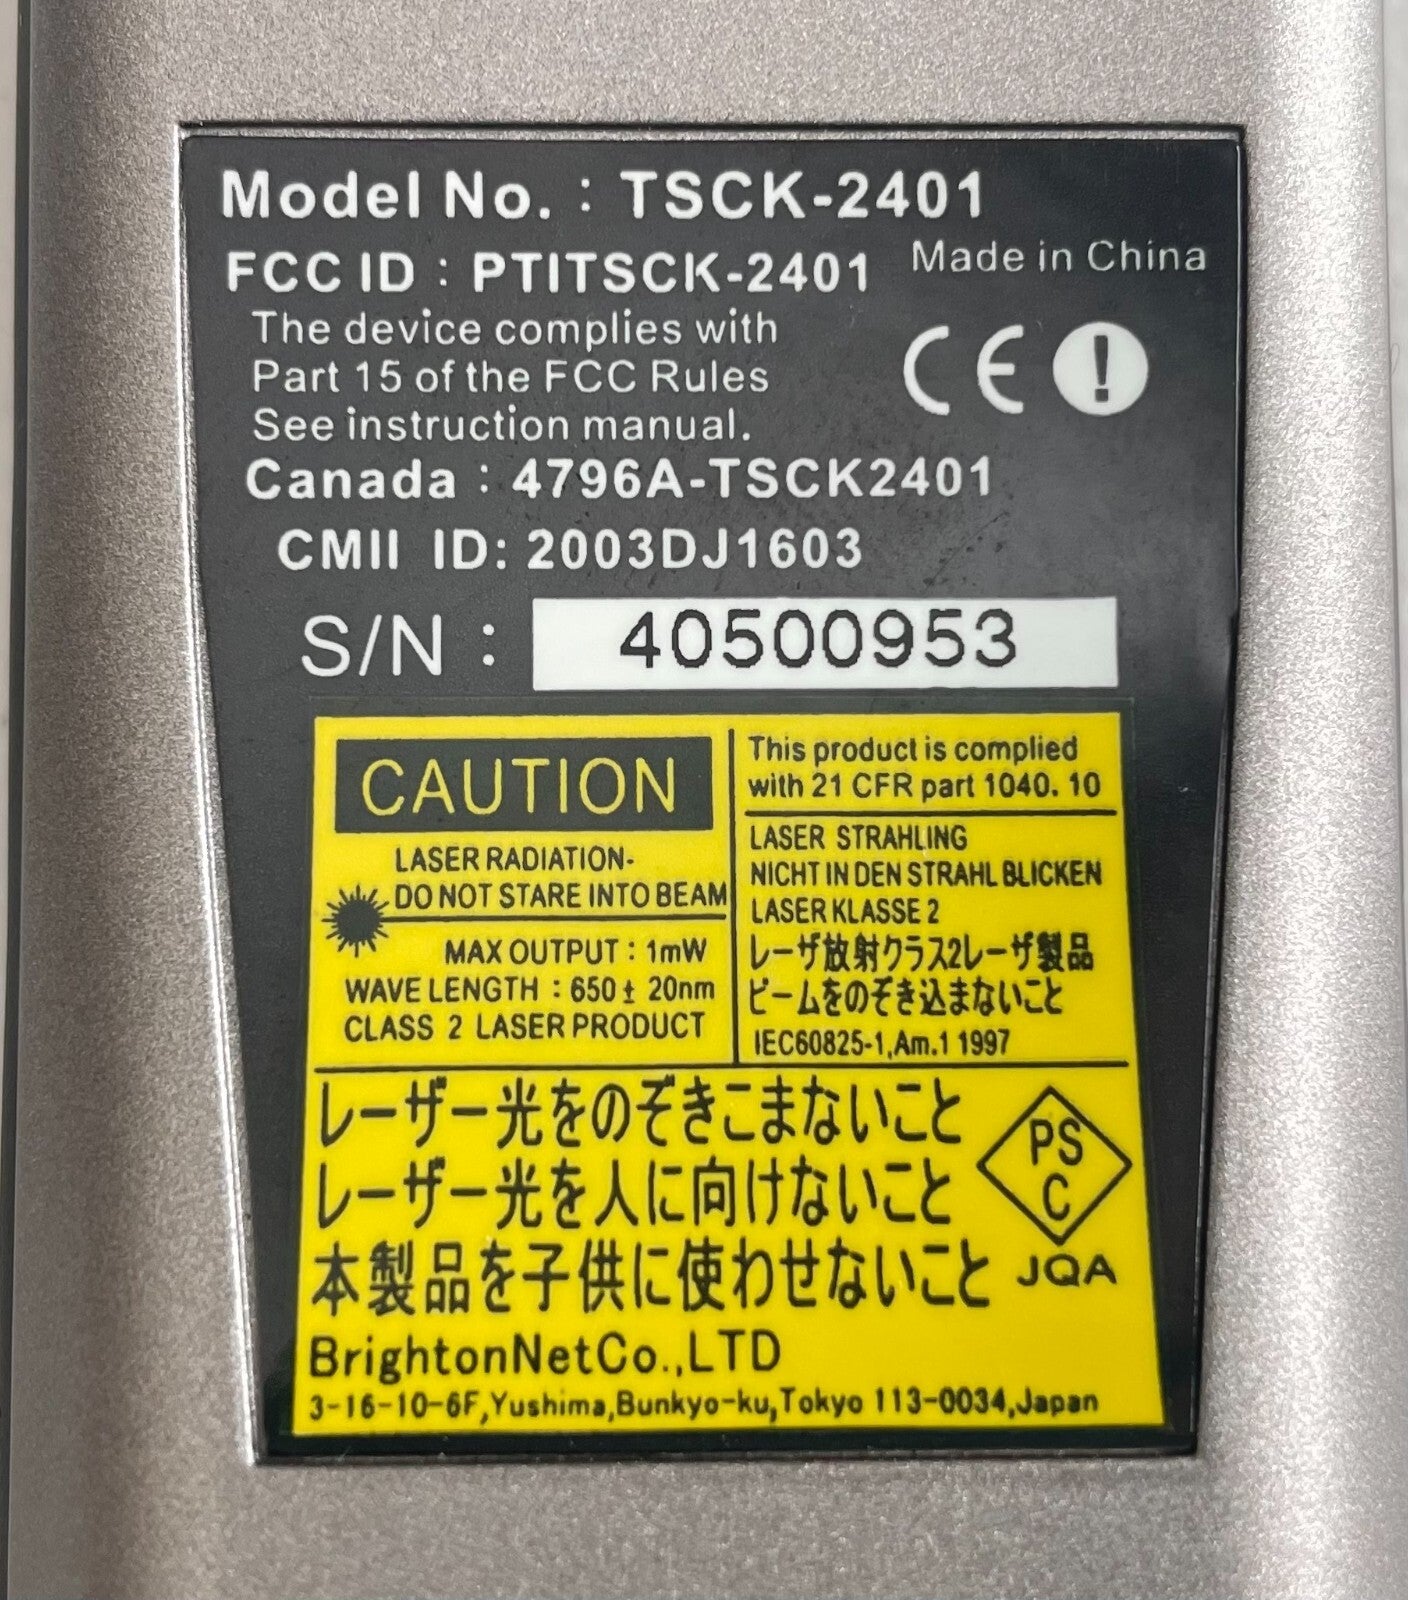 Model No. : TSCK-2401
FCC ID : PTITSCK-2401
Made in China
The device complies with
Part 15 of the FCC Rules
See instruction manual.
CE
!
Canada : 4796A-TSCK2401
CMII ID: 2003DJ1603
S/N : 40500953
CAUTION
LASER RADIATION-
DO NOT STARE INTO BEAM
MAX OUTPUT : 1mW
WAVE LENGTH : 650 ± 20nm
CLASS 2 LASER PRODUCT
This product is complied
with 21 CFR part 1040. 10
LASER STRAHLING
NICHT IN DEN STRAHL BLICKEN
LASER KLASSE 2
レーザ放射クラス2レーザ製品
ビームをのぞき込まないこと
IEC60825-1,Am.1 1997
レーザー光をのぞきこまないこと
レーザー光を人に向けないこと
本製品を子供に使わせないこと
PS
C
JQA
BrightonNetCo.,LTD
3-16-10-6F,Yushima,Bunkyo-ku,Tokyo 113-0034,Japan